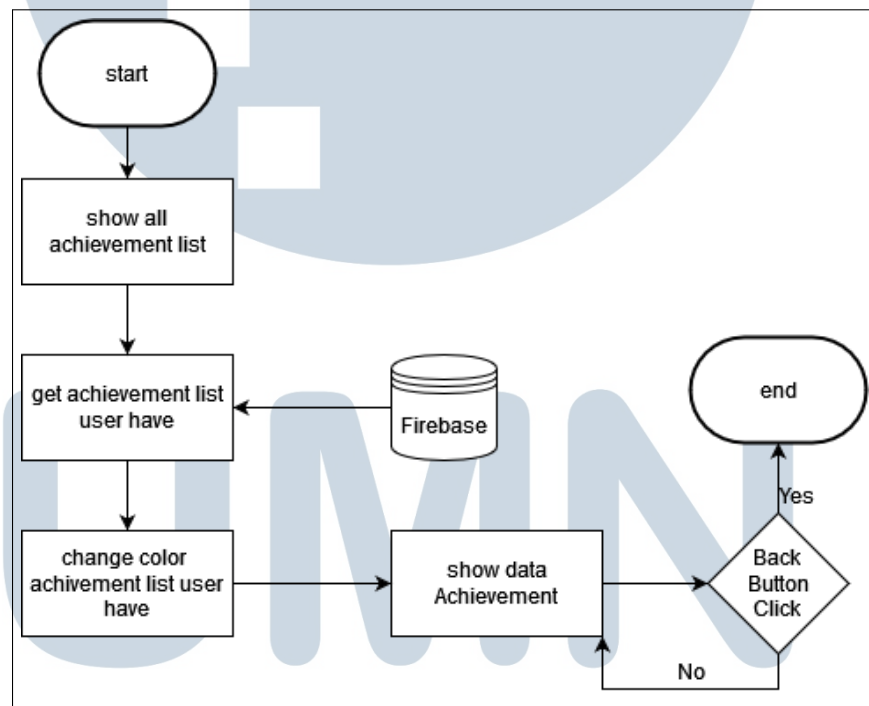 start
show all
achievement list
get achievement list
user have
Firebase
end
Yes
change color
achivement list user
have
show data
Achievement
Back
Button
Click
No
UMN